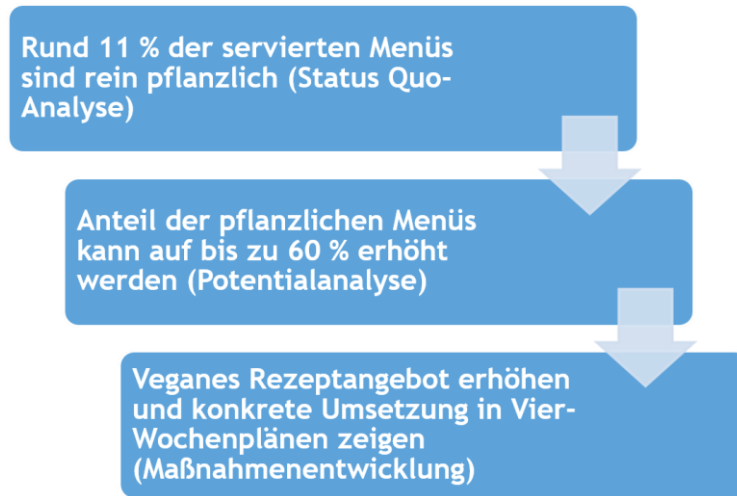 Rund 11 % der servierten Menüs
sind rein pflanzlich (Status Quo-
Analyse)
Anteil der pflanzlichen Menüs
kann auf bis zu 60 % erhöht
werden (Potentialanalyse)
Veganes Rezeptangebot erhöhen
und konkrete Umsetzung in Vier-
Wochenplänen zeigen
(Maßnahmenentwicklung)